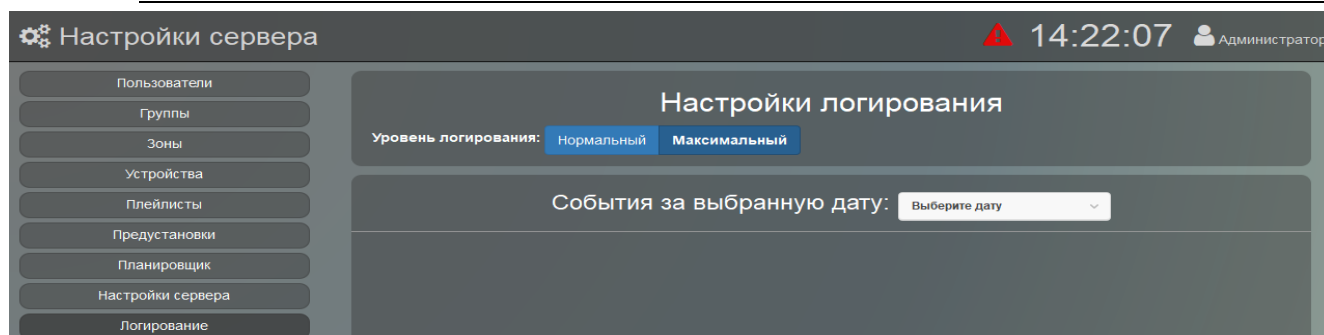 Настройки сервера
14:22:07 Администратор
Пользователи
Группы
Зоны
Устройства
Плейлисты
Предустановки
Планировщик
Настройки сервера
Логирование
Настройки логирования
Уровень логирования: Нормальный Максимальный
События за выбранную дату: Выберите дату